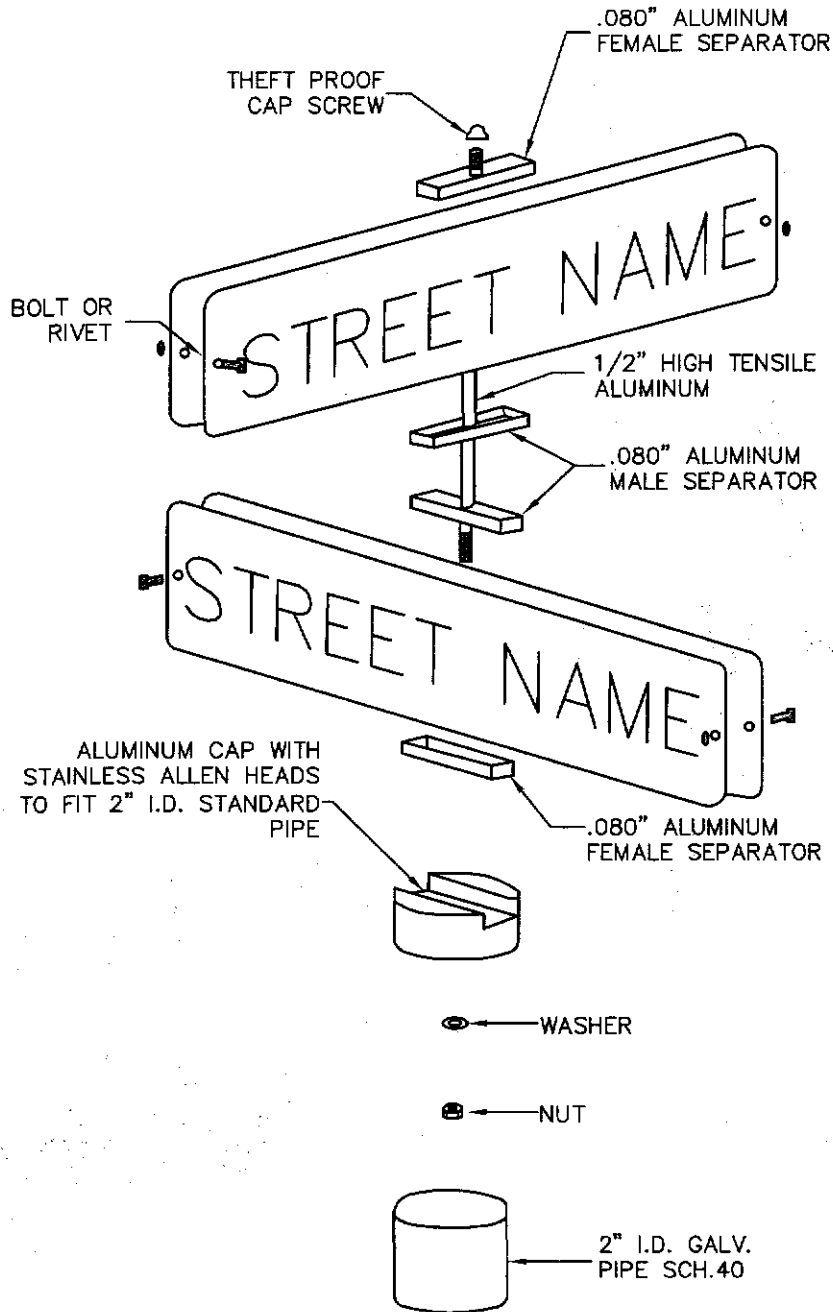 .080" ALUMINUM
FEMALE SEPARATOR
THEFT PROOF
CAP SCREW
STREET NAME
BOLT OR
RIVET
1/2" HIGH TENSILE
ALUMINUM
.080" ALUMINUM
MALE SEPARATOR
STREET NAME
ALUMINUM CAP WITH
STAINLESS ALLEN HEADS
TO FIT 2" I.D. STANDARD
PIPE
.080" ALUMINUM
FEMALE SEPARATOR
WASHER
NUT
2" I.D. GALV.
PIPE SCH.40